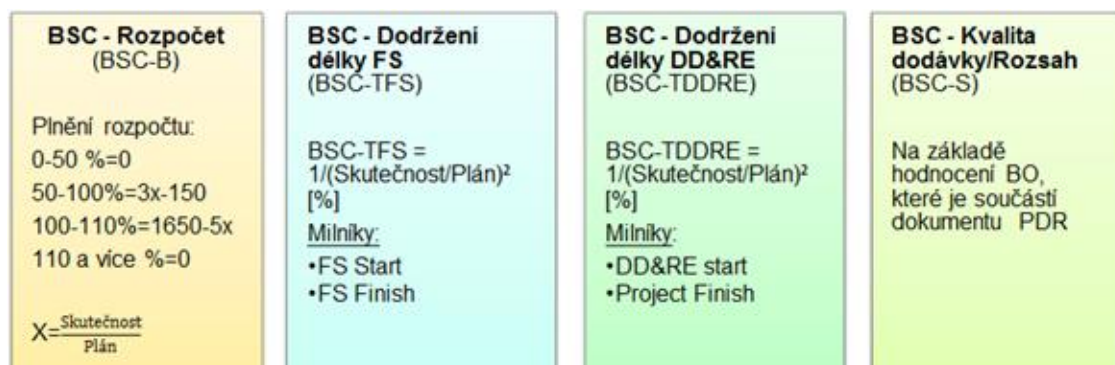 BSC - Rozpočet
(BSC-B)
Plnění rozpočtu:
0-50 %=0
50-100%=3x-150
100-110%=1650-5x
110 a více %=0
X=Skutečnost/Plán
BSC - Dodržení
délky FS
(BSC-TFS)
BSC-TFS =
1/(Skutečnost/Plán)²
[%]
Milníky:
•FS Start
•FS Finish
BSC - Dodržení
délky DD&RE
(BSC-TDDRE)
BSC-TDDRE =
1/(Skutečnost/Plán)²
[%]
Milníky:
•DD&RE start
•Project Finish
BSC - Kvalita
dodávky/Rozsah
(BSC-S)
Na základě
hodnocení BO,
které je součástí
dokumentu PDR